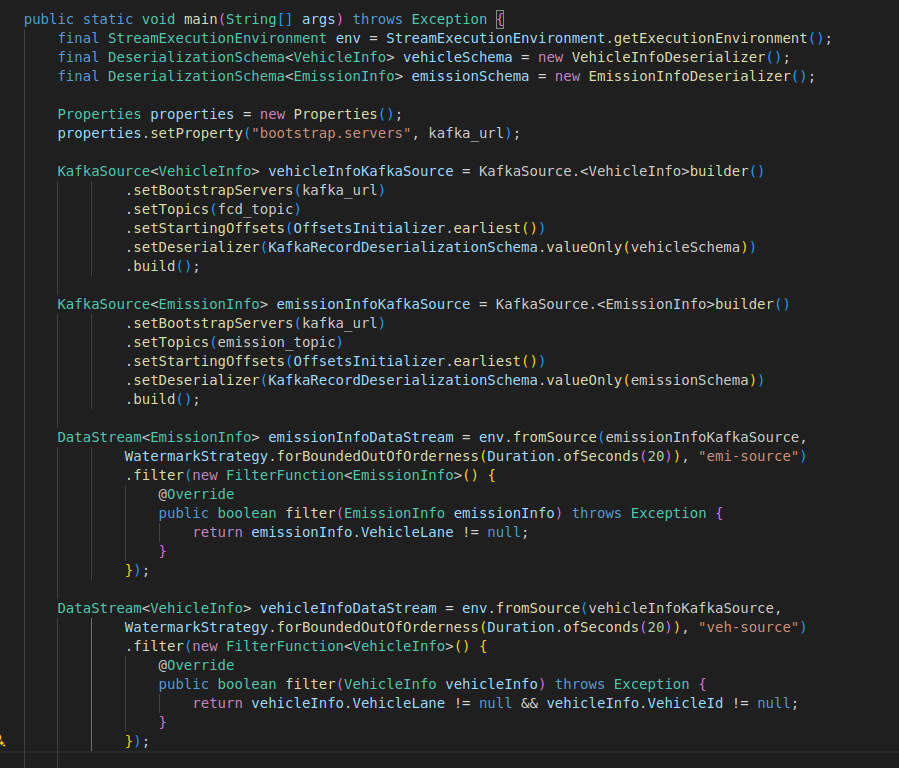 public static void main(String[] args) throws Exception {
    final StreamExecutionEnvironment env = StreamExecutionEnvironment.getExecutionEnvironment();
    final DeserializationSchema<VehicleInfo> vehicleSchema = new VehicleInfoDeserializer();
    final DeserializationSchema<EmissionInfo> emissionSchema = new EmissionInfoDeserializer();

    Properties properties = new Properties();
    properties.setProperty("bootstrap.servers", kafka_url);

    KafkaSource<VehicleInfo> vehicleInfoKafkaSource = KafkaSource.<VehicleInfo>builder()
            .setBootstrapServers(kafka_url)
            .setTopics(fcd_topic)
            .setStartingOffsets(OffsetsInitializer.earliest())
            .setDeserializer(KafkaRecordDeserializationSchema.valueOnly(vehicleSchema))
            .build();

    KafkaSource<EmissionInfo> emissionInfoKafkaSource = KafkaSource.<EmissionInfo>builder()
            .setBootstrapServers(kafka_url)
            .setTopics(emission_topic)
            .setStartingOffsets(OffsetsInitializer.earliest())
            .setDeserializer(KafkaRecordDeserializationSchema.valueOnly(emissionSchema))
            .build();

    DataStream<EmissionInfo> emissionInfoDataStream = env.fromSource(emissionInfoKafkaSource,
            WatermarkStrategy.forBoundedOutOfOrderness(Duration.ofSeconds(20)), "emi-source")
            .filter(new FilterFunction<EmissionInfo>() {
                @Override
                public boolean filter(EmissionInfo emissionInfo) throws Exception {
                    return emissionInfo.VehicleLane != null;
                }
            });

    DataStream<VehicleInfo> vehicleInfoDataStream = env.fromSource(vehicleInfoKafkaSource,
            WatermarkStrategy.forBoundedOutOfOrderness(Duration.ofSeconds(20)), "veh-source")
            .filter(new FilterFunction<VehicleInfo>() {
                @Override
                public boolean filter(VehicleInfo vehicleInfo) throws Exception {
                    return vehicleInfo.VehicleLane != null && vehicleInfo.VehicleId != null;
                }
            });